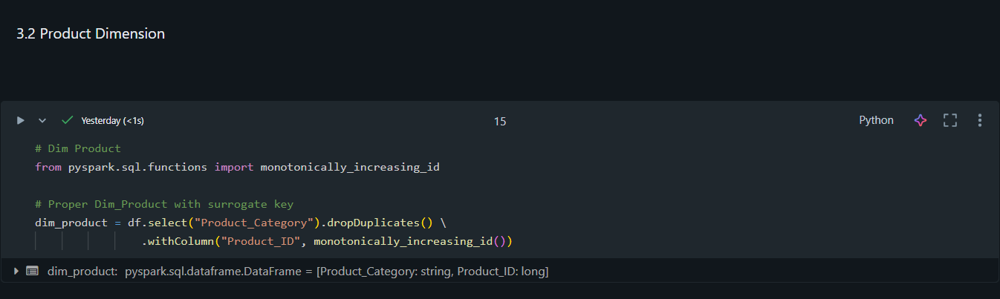 3.2 Product Dimension
Yesterday (<1s)
15
Python
# Dim Product
from pyspark.sql.functions import monotonically_increasing_id
# Proper Dim_Product with surrogate key
dim_product = df.select("Product_Category").dropDuplicates() \
.withColumn("Product_ID", monotonically_increasing_id())
dim_product: pyspark.sql.dataframe.DataFrame = [Product_Category: string, Product_ID: long]